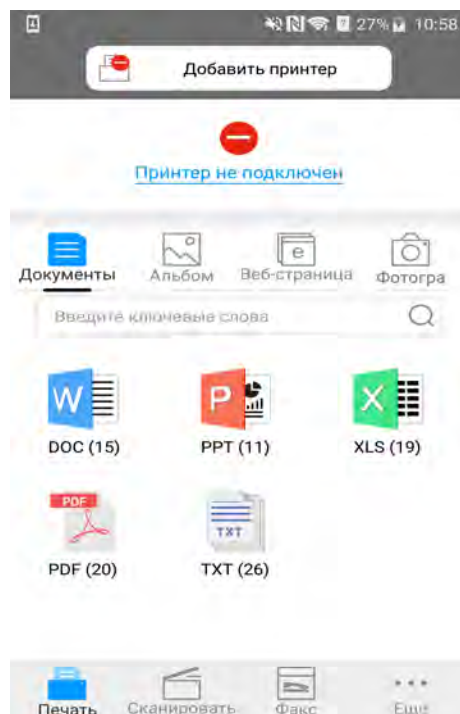 27% 10:58
Добавить принтер
Принтер не подключен
Документы Альбом Веб-страница Фотогра
Введите ключевые слова
W P X
DOC (15) PPT (11) XLS (19)
PDF TXT
PDF (20) TXT (26)
Печать Сканировать Факс Еще